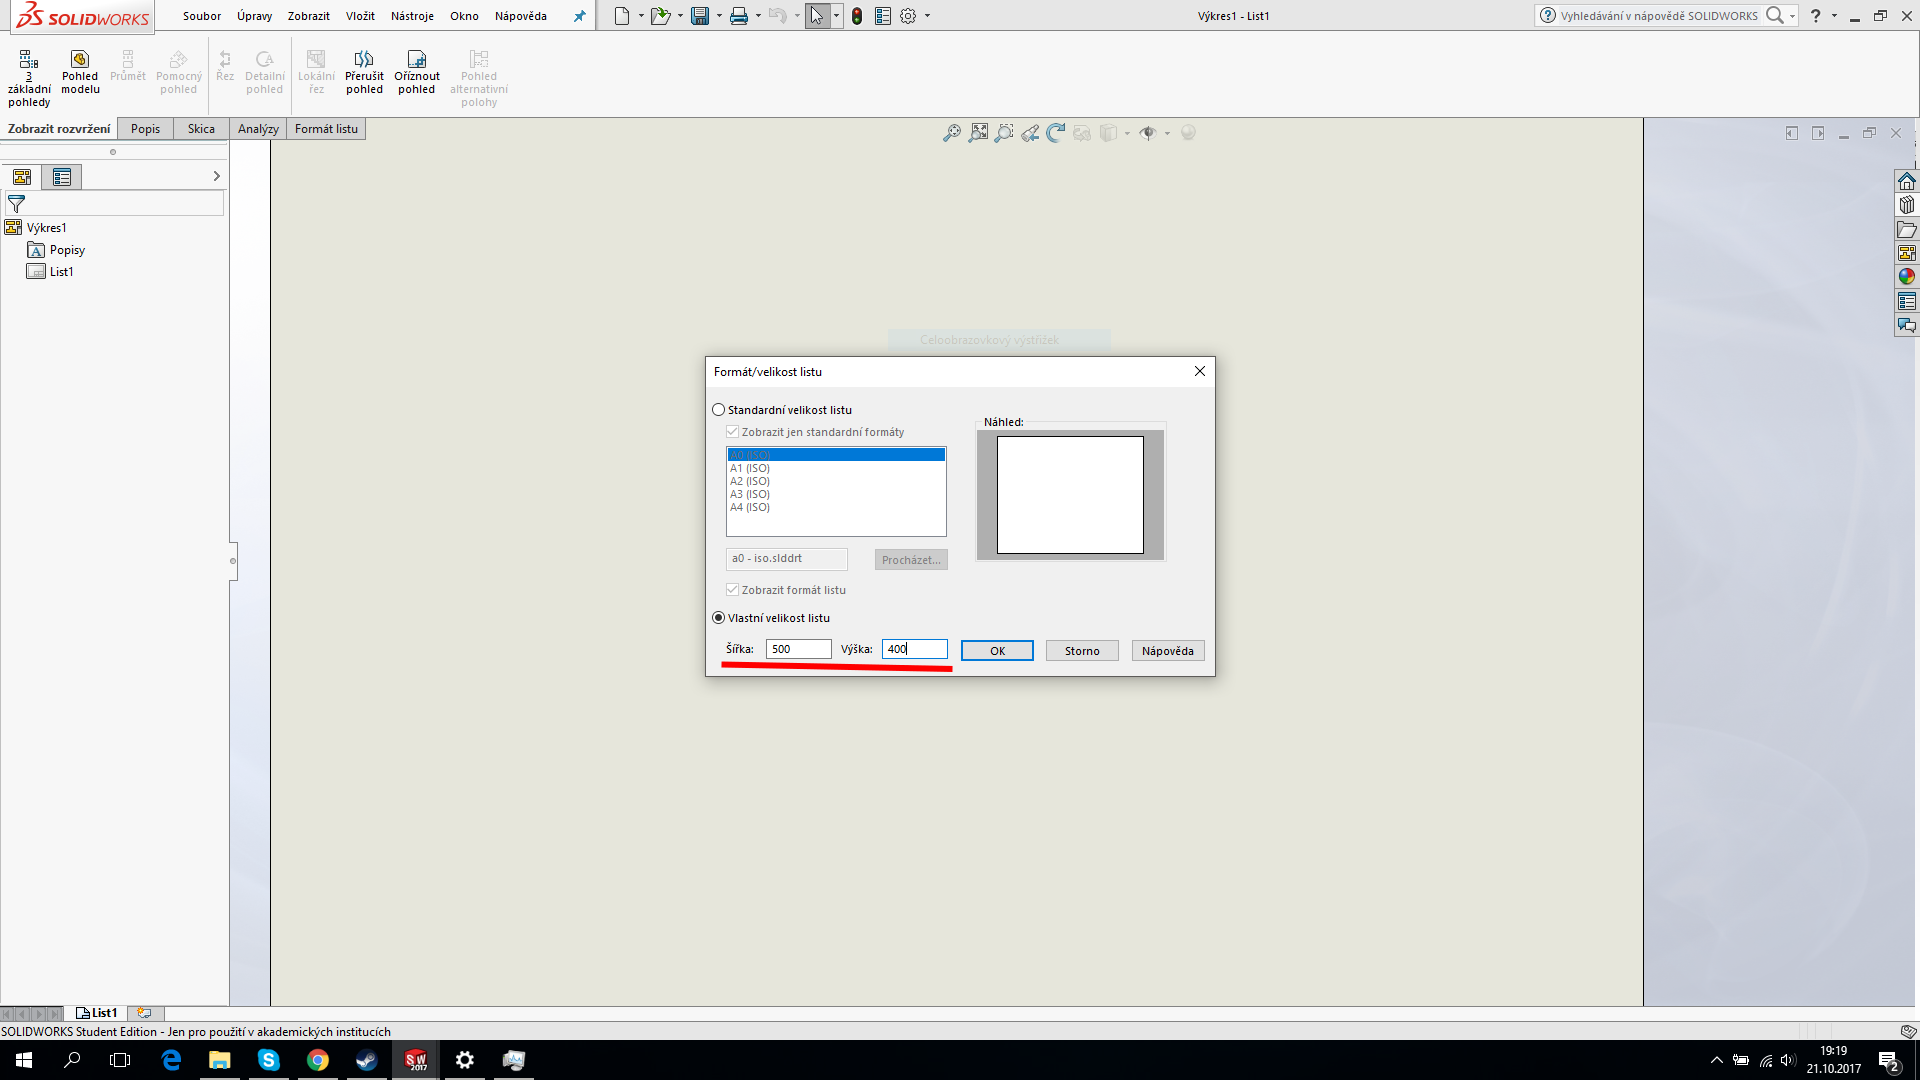 SOLIDWORKS Soubor Úpravy Zobrazit Vložit Nástroje Okno Nápověda Výkres1 - List1 Vyhledávání v nápovědě SOLIDWORKS ?
3 základní pohledy
Pohled modelu
Průmět
Pomocný pohled
Řez
Detailní pohled
Lokální řez
Přerušit pohled
Oříznout pohled
Pohled alternativní polohy
Zobrazit rozvržení Popis Skica Analýzy Formát listu
Výkres1
Popisy
List1
Celoobrazovkový výstřižek
Formát/velikost listu
Standardní velikost listu
Náhled:
Zobrazit jen standardní formáty
A0 (ISO)
A1 (ISO)
A2 (ISO)
A3 (ISO)
A4 (ISO)
a0 - iso.slddrt Procházet...
Zobrazit formát listu
Vlastní velikost listu
Šířka: 500 Výška: 400 OK Storno Nápověda
List1
SOLIDWORKS Student Edition - Jen pro použití v akademických institucích
SW 2017
19:19
21.10.2017
2